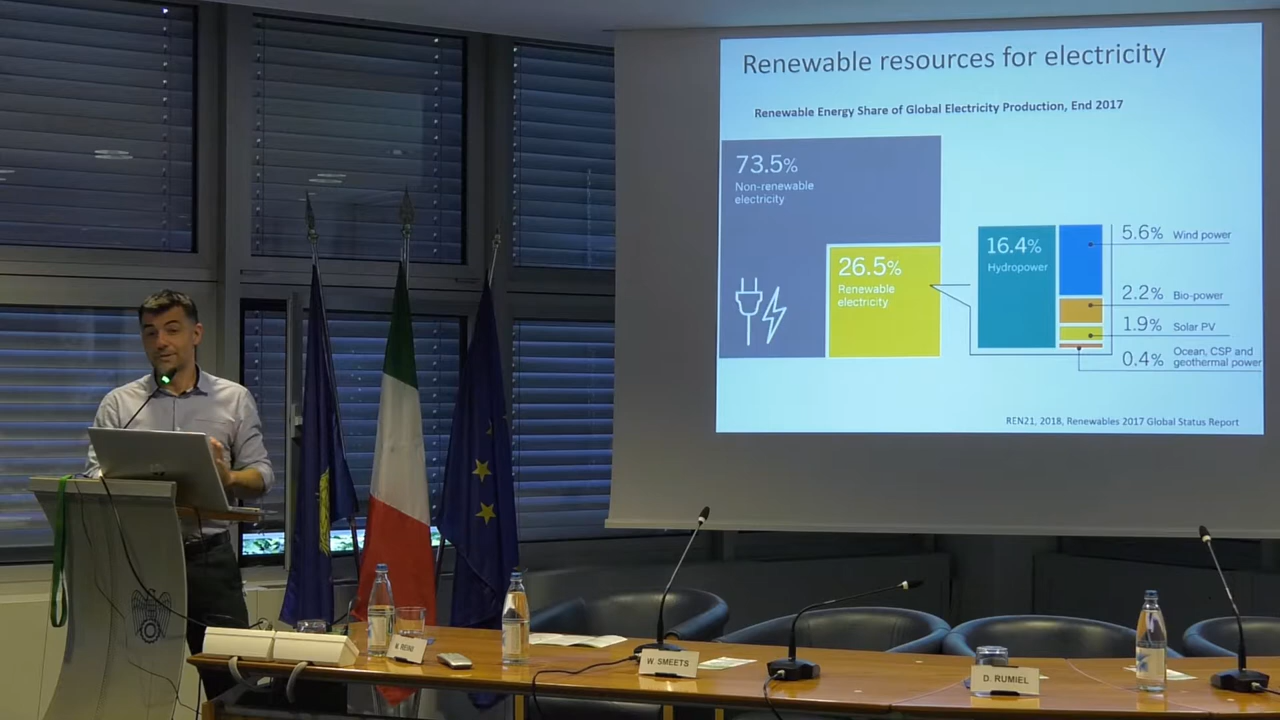 Renewable resources for electricity
Renewable Energy Share of Global Electricity Production, End 2017
73.5%
Non-renewable
electricity
26.5%
Renewable
electricity
16.4%
Hydropower
5.6% Wind power
2.2% Bio-power
1.9% Solar PV
0.4% Ocean, CSP and
geothermal power
REN21, 2018, Renewables 2017 Global Status Report
W. SMEETS
D. RUMIEL